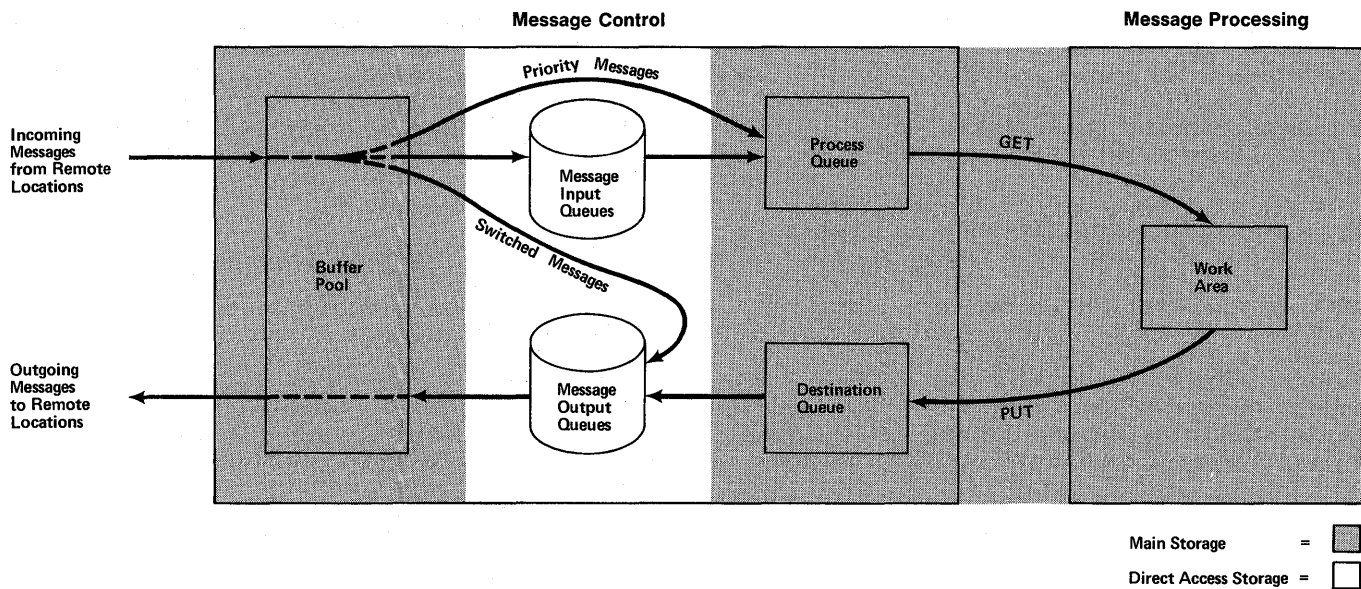 Message Control
Message Processing
Priority Messages
Incoming
Messages
from Remote
Locations
Message
Input
Queues
Process
Queue
GET
Switched Messages
Buffer
Pool
Work
Area
Outgoing
Messages
to Remote
Locations
Message
Output
Queues
Destination
Queue
PUT
Main Storage =
Direct Access Storage =